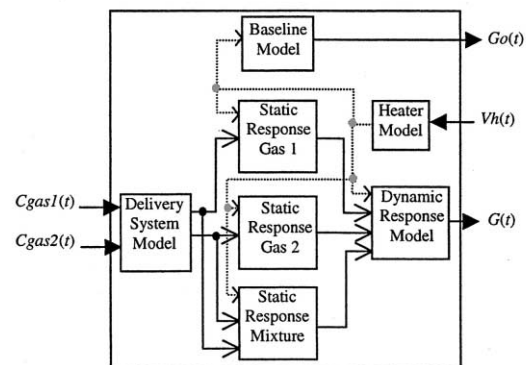 Baseline
Model
Go(t)
Static
Response
Gas 1
Heater
Model
Vh(t)
Cgas1(t)
Cgas2(t)
Delivery
System
Model
Static
Response
Gas 2
Dynamic
Response
Model
G(t)
Static
Response
Mixture